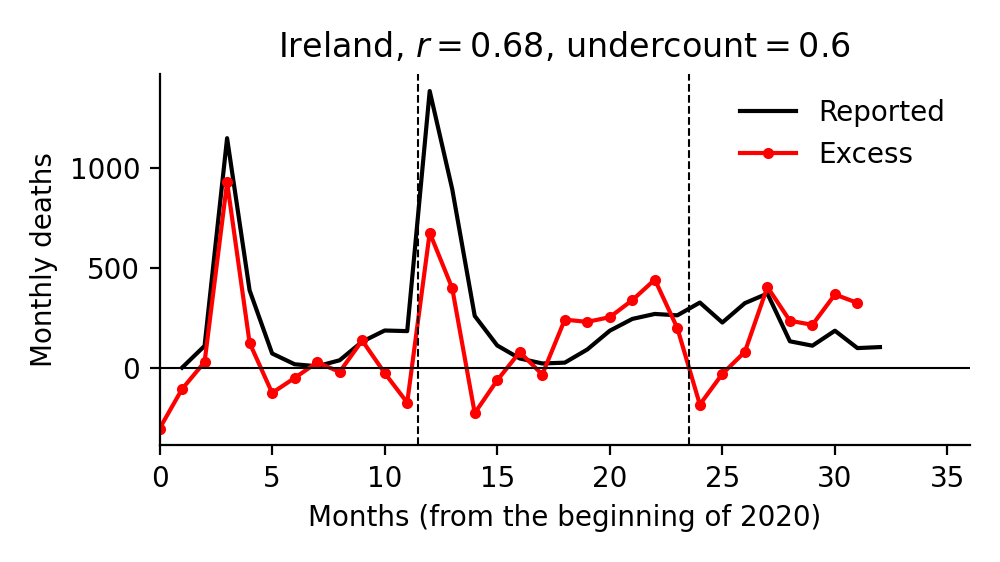 Ireland, r = 0.68, undercount = 0.6
Reported
Excess
Monthly deaths
1000
500
0
0 5 10 15 20 25 30 35
Months (from the beginning of 2020)